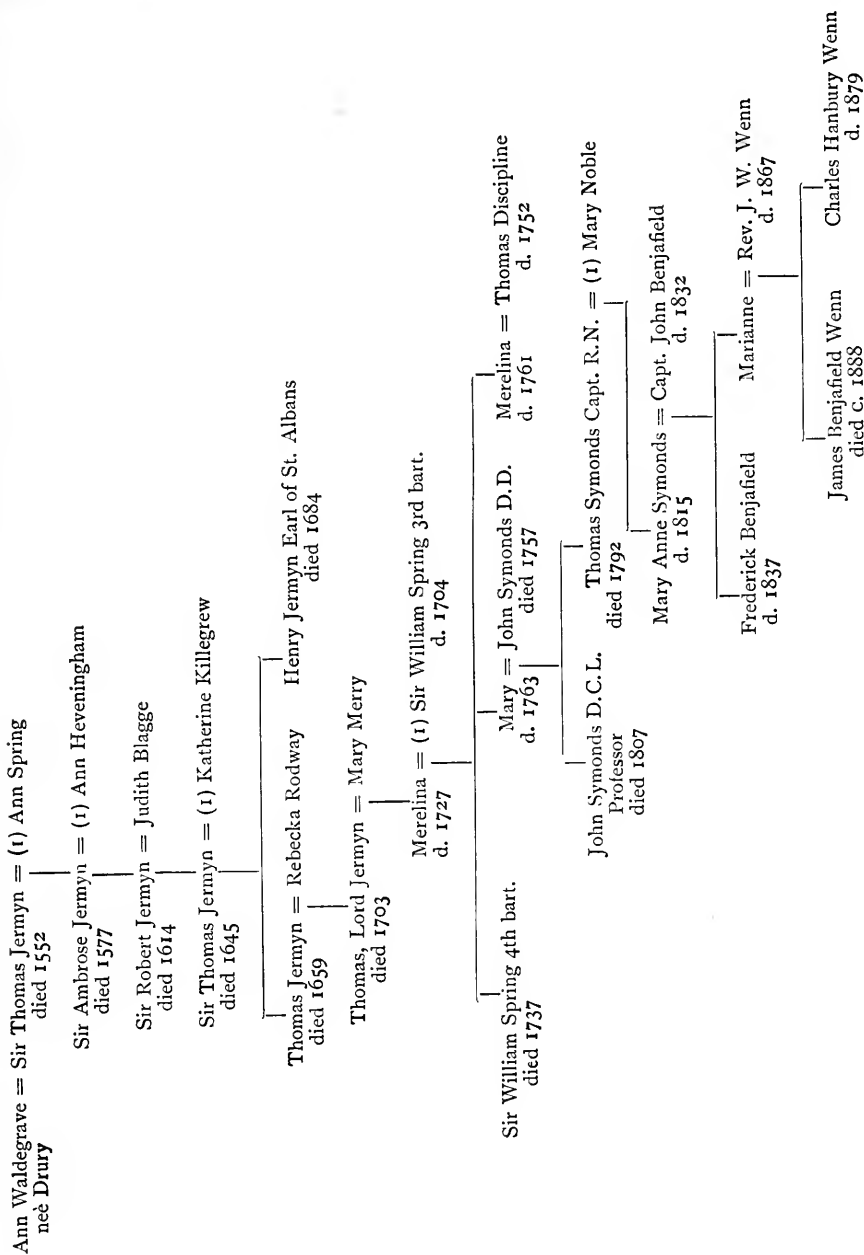 Ann Waldegrave = Sir Thomas Jermyn = (1) Ann Spring
neè Drury
died 1552
Sir Ambrose Jermyn = (1) Ann Heveningham
died 1577
Sir Robert Jermyn = Judith Blagge
died 1614
Sir Thomas Jermyn = (1) Katherine Killegrew
died 1645
Thomas Jermyn = Rebecka Rodway
died 1659
Henry Jermyn Earl of St. Albans
died 1684
Thomas, Lord Jermyn = Mary Merry
died 1703
Merelina = (1) Sir William Spring 3rd bart.
d. 1727
d. 1704
Sir William Spring 4th bart.
died 1737
Mary = John Symonds D.D.
d. 1763
died 1757
Merelina = Thomas Discipline
d. 1761
d. 1752
John Symonds D.C.L.
Professor
died 1807
Thomas Symonds Capt. R.N. = (1) Mary Noble
died 1792
Mary Anne Symonds = Capt. John Benjafield
d. 1815
d. 1832
Frederick Benjafield
d. 1837
Marianne = Rev. J. W. Wenn
d. 1867
James Benjafield Wenn
died c. 1888
Charles Hanbury Wenn
d. 1879